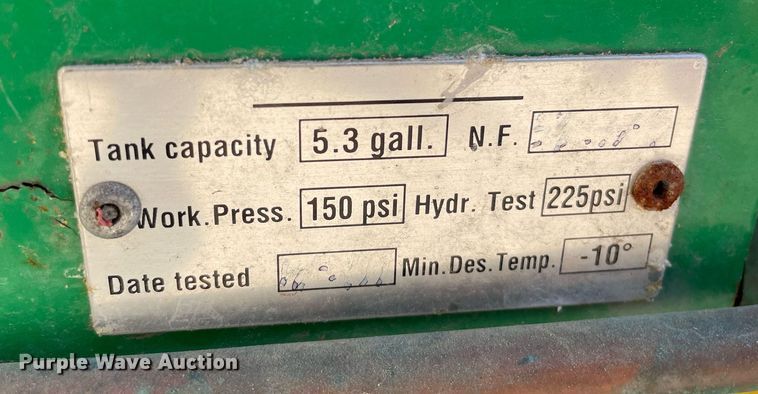 Tank capacity 5.3 gall. N.F.
Work.Press. 150 psi Hydr. Test 225psi
Date tested Min.Des.Temp. -10°
Purple Wave Auction